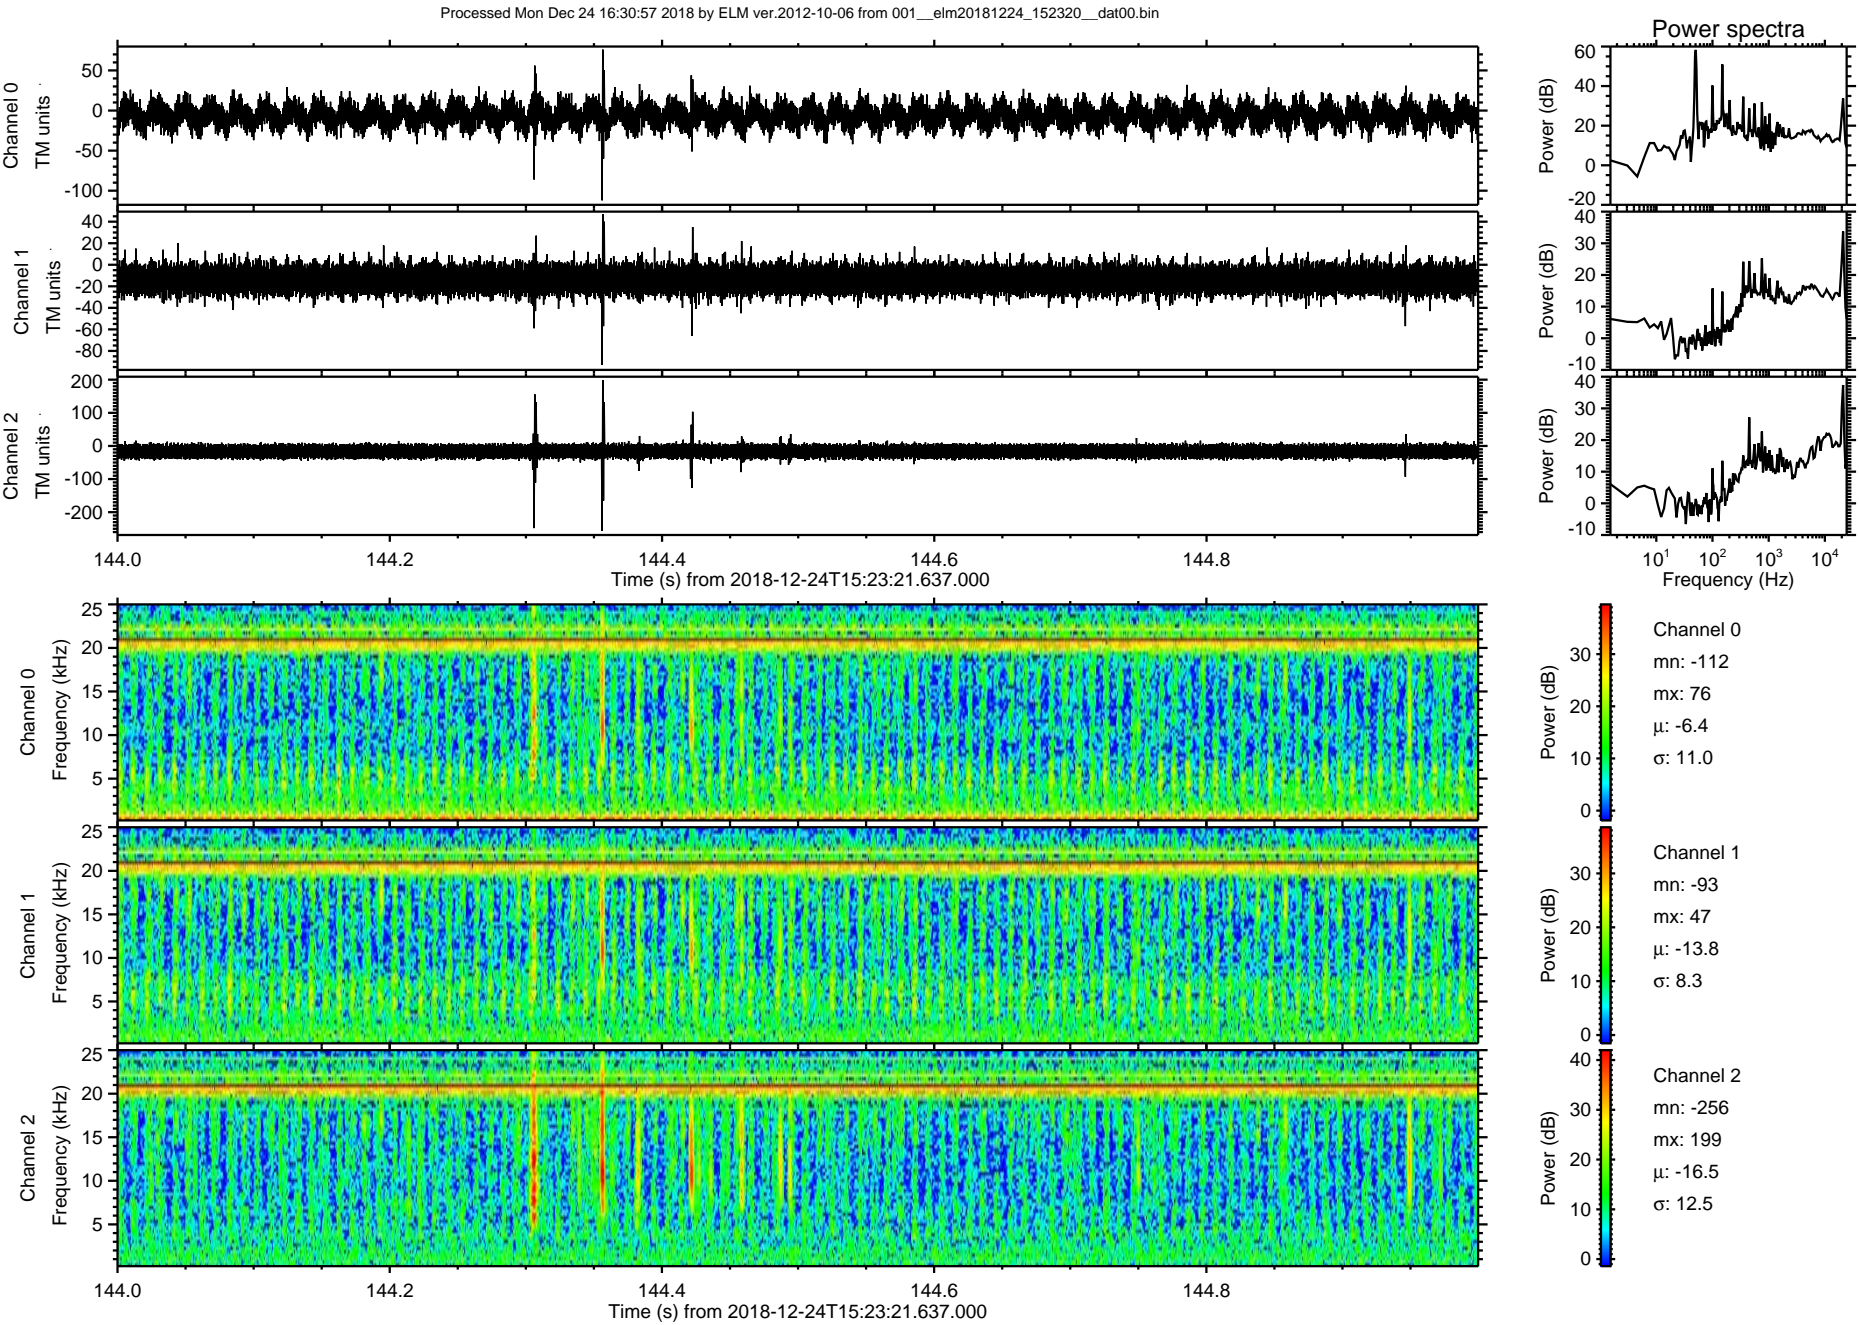 Processed Mon Dec 24 16:30:57 2018 by ELM ver.2012-10-06 from 001__elm20181224_152320__dat00.bin
Power spectra
Channel 0
TM units
50
0
-50
-100
Power (dB)
60
40
20
0
-20
Channel 1
TM units
40
20
0
-20
-40
-60
-80
Power (dB)
40
30
20
10
0
-10
Channel 2
TM units
200
100
0
-100
-200
Power (dB)
40
30
20
10
0
-10
144.0 144.2 144.4 144.6 144.8
Time (s) from 2018-12-24T15:23:21.637.000
10¹ 10² 10³ 10⁴
Frequency (Hz)
Channel 0
Frequency (kHz)
25
20
15
10
5
Power (dB)
30
20
10
0
Channel 0
mn: -112
mx: 76
µ: -6.4
σ: 11.0
Channel 1
Frequency (kHz)
25
20
15
10
5
Power (dB)
30
20
10
0
Channel 1
mn: -93
mx: 47
µ: -13.8
σ: 8.3
Channel 2
Frequency (kHz)
25
20
15
10
5
Power (dB)
40
30
20
10
0
Channel 2
mn: -256
mx: 199
µ: -16.5
σ: 12.5
144.0 144.2 144.4 144.6 144.8
Time (s) from 2018-12-24T15:23:21.637.000